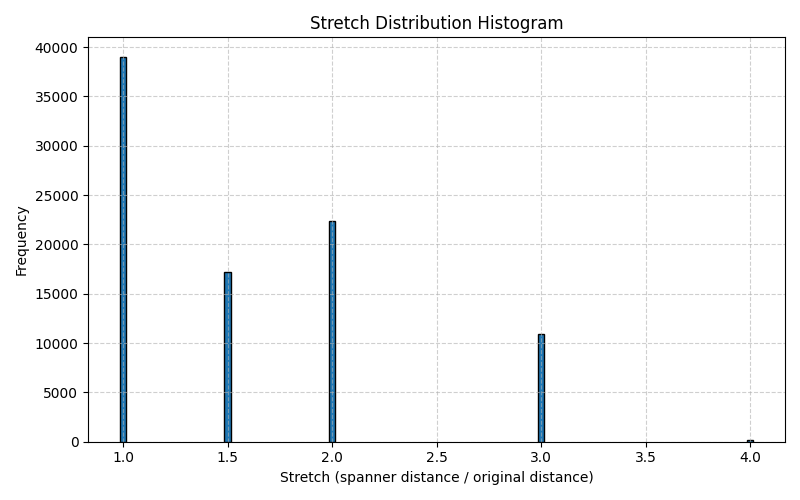 Stretch Distribution Histogram
40000
35000
30000
25000
20000
15000
10000
5000
0
Frequency
1.0 1.5 2.0 2.5 3.0 3.5 4.0
Stretch (spanner distance / original distance)